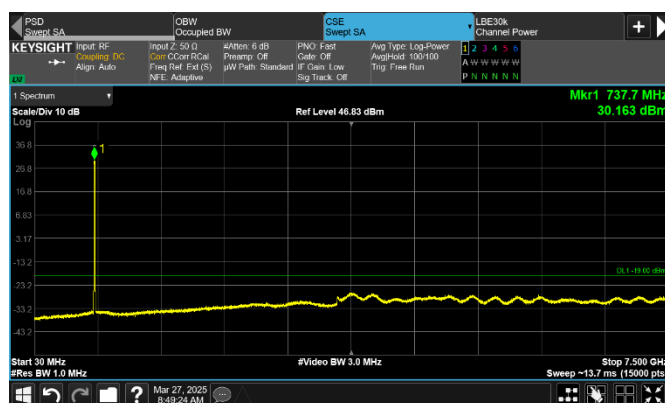 PSD
Swept SA
OBW
Occupied BW
CSE
Swept SA
LBE30k
Channel Power
KEYSIGHT
Input: RF
Coupling: DC
Align: Auto
Input Z: 50 Ω
Corr CCorr RCal
Freq Ref: Ext (S)
NFE: Adaptive
#Atten: 6 dB
Preamp: Off
µW Path: Standard
PNO: Fast
Gate: Off
IF Gain: Low
Sig Track: Off
Avg Type: Log-Power
Avg|Hold: 100/100
Trig: Free Run
1 2 3 4 5 6
A W W W W W
P N N N N N
LXI
1 Spectrum
Scale/Div 10 dB
Ref Level 46.83 dBm
Mkr1 737.7 MHz
30.163 dBm
Log
36.8
26.8
16.8
6.83
-3.17
-13.2
-23.2
-33.2
-43.2
1
DL1 -19.00 dBm
Start 30 MHz
#Res BW 1.0 MHz
#Video BW 3.0 MHz
Stop 7.500 GHz
Sweep ~13.7 ms (15000 pts)
?
Mar 27, 2025
8:49:24 AM